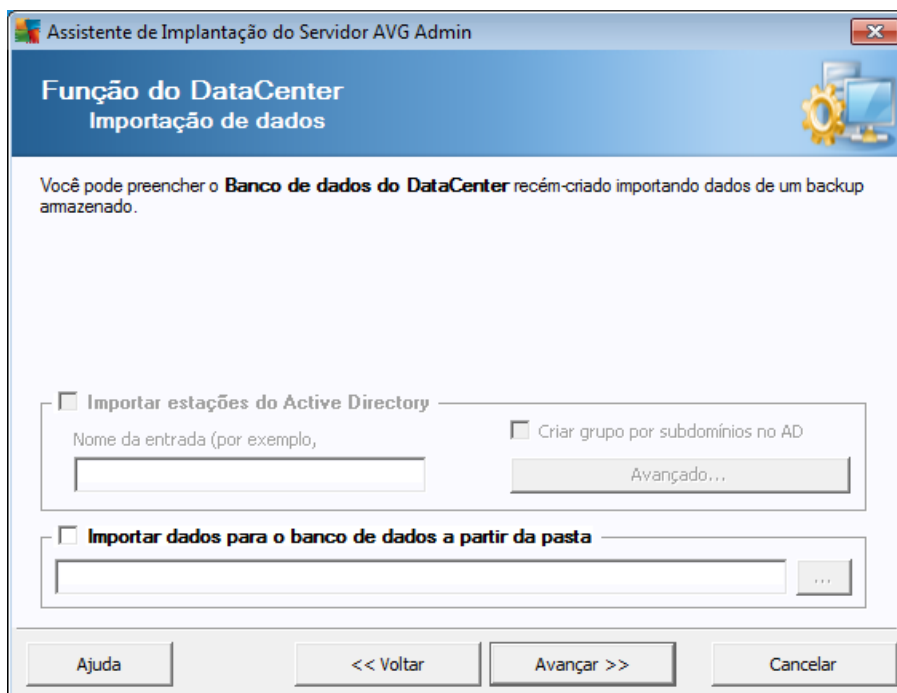 Assistente de Implantação do Servidor AVG Admin
Função do DataCenter
Importação de dados
Você pode preencher o Banco de dados do DataCenter recém-criado importando dados de um backup
armazenado.
Importar estações do Active Directory
Nome da entrada (por exemplo,
Criar grupo por subdomínios no AD
Avançado...
Importar dados para o banco de dados a partir da pasta
...
Ajuda
<< Voltar
Avançar >>
Cancelar